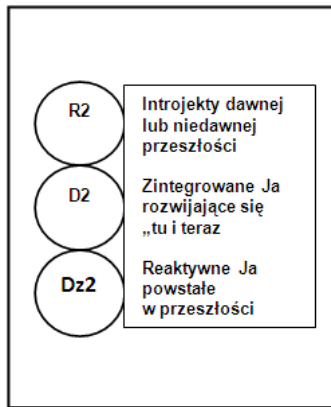 R2
Introjekty dawnej
lub niedawnej
przeszłości
D2
Zintegrowane Ja
rozwijające się
„tu i teraz
Dz2
Reaktywne Ja
powstałe
w przeszłości